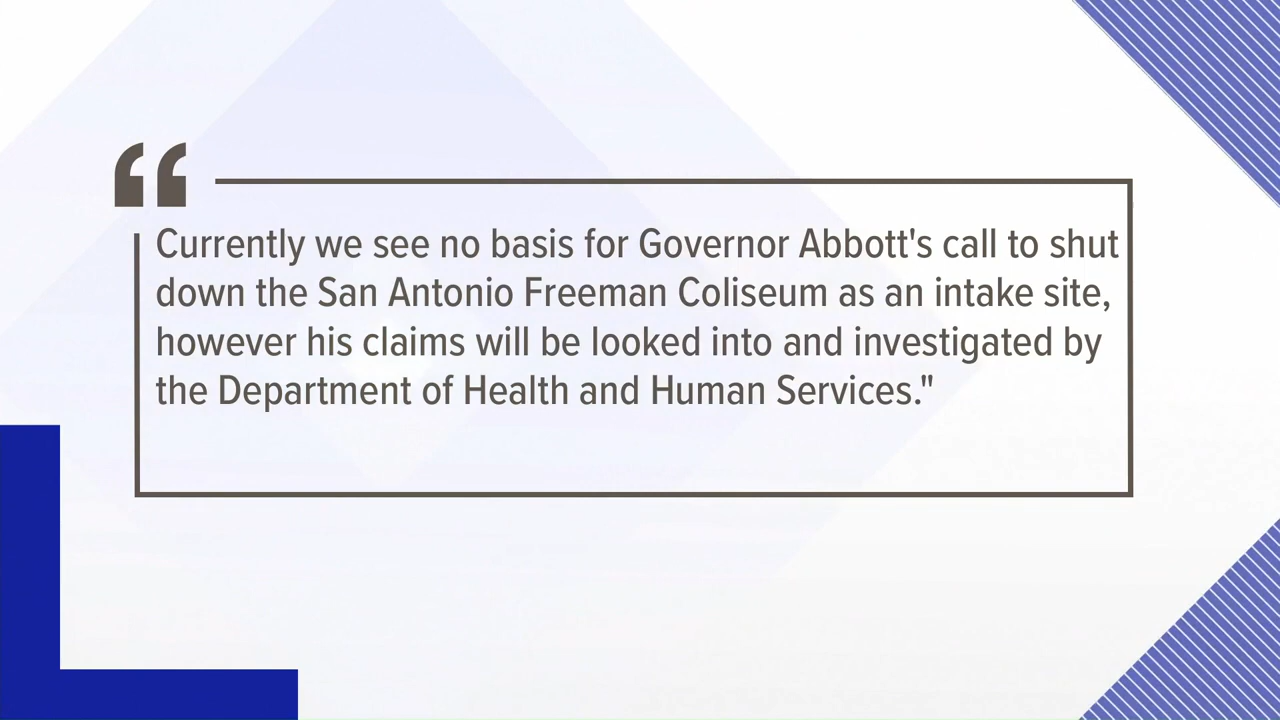 “
Currently we see no basis for Governor Abbott's call to shut
down the San Antonio Freeman Coliseum as an intake site,
however his claims will be looked into and investigated by
the Department of Health and Human Services."